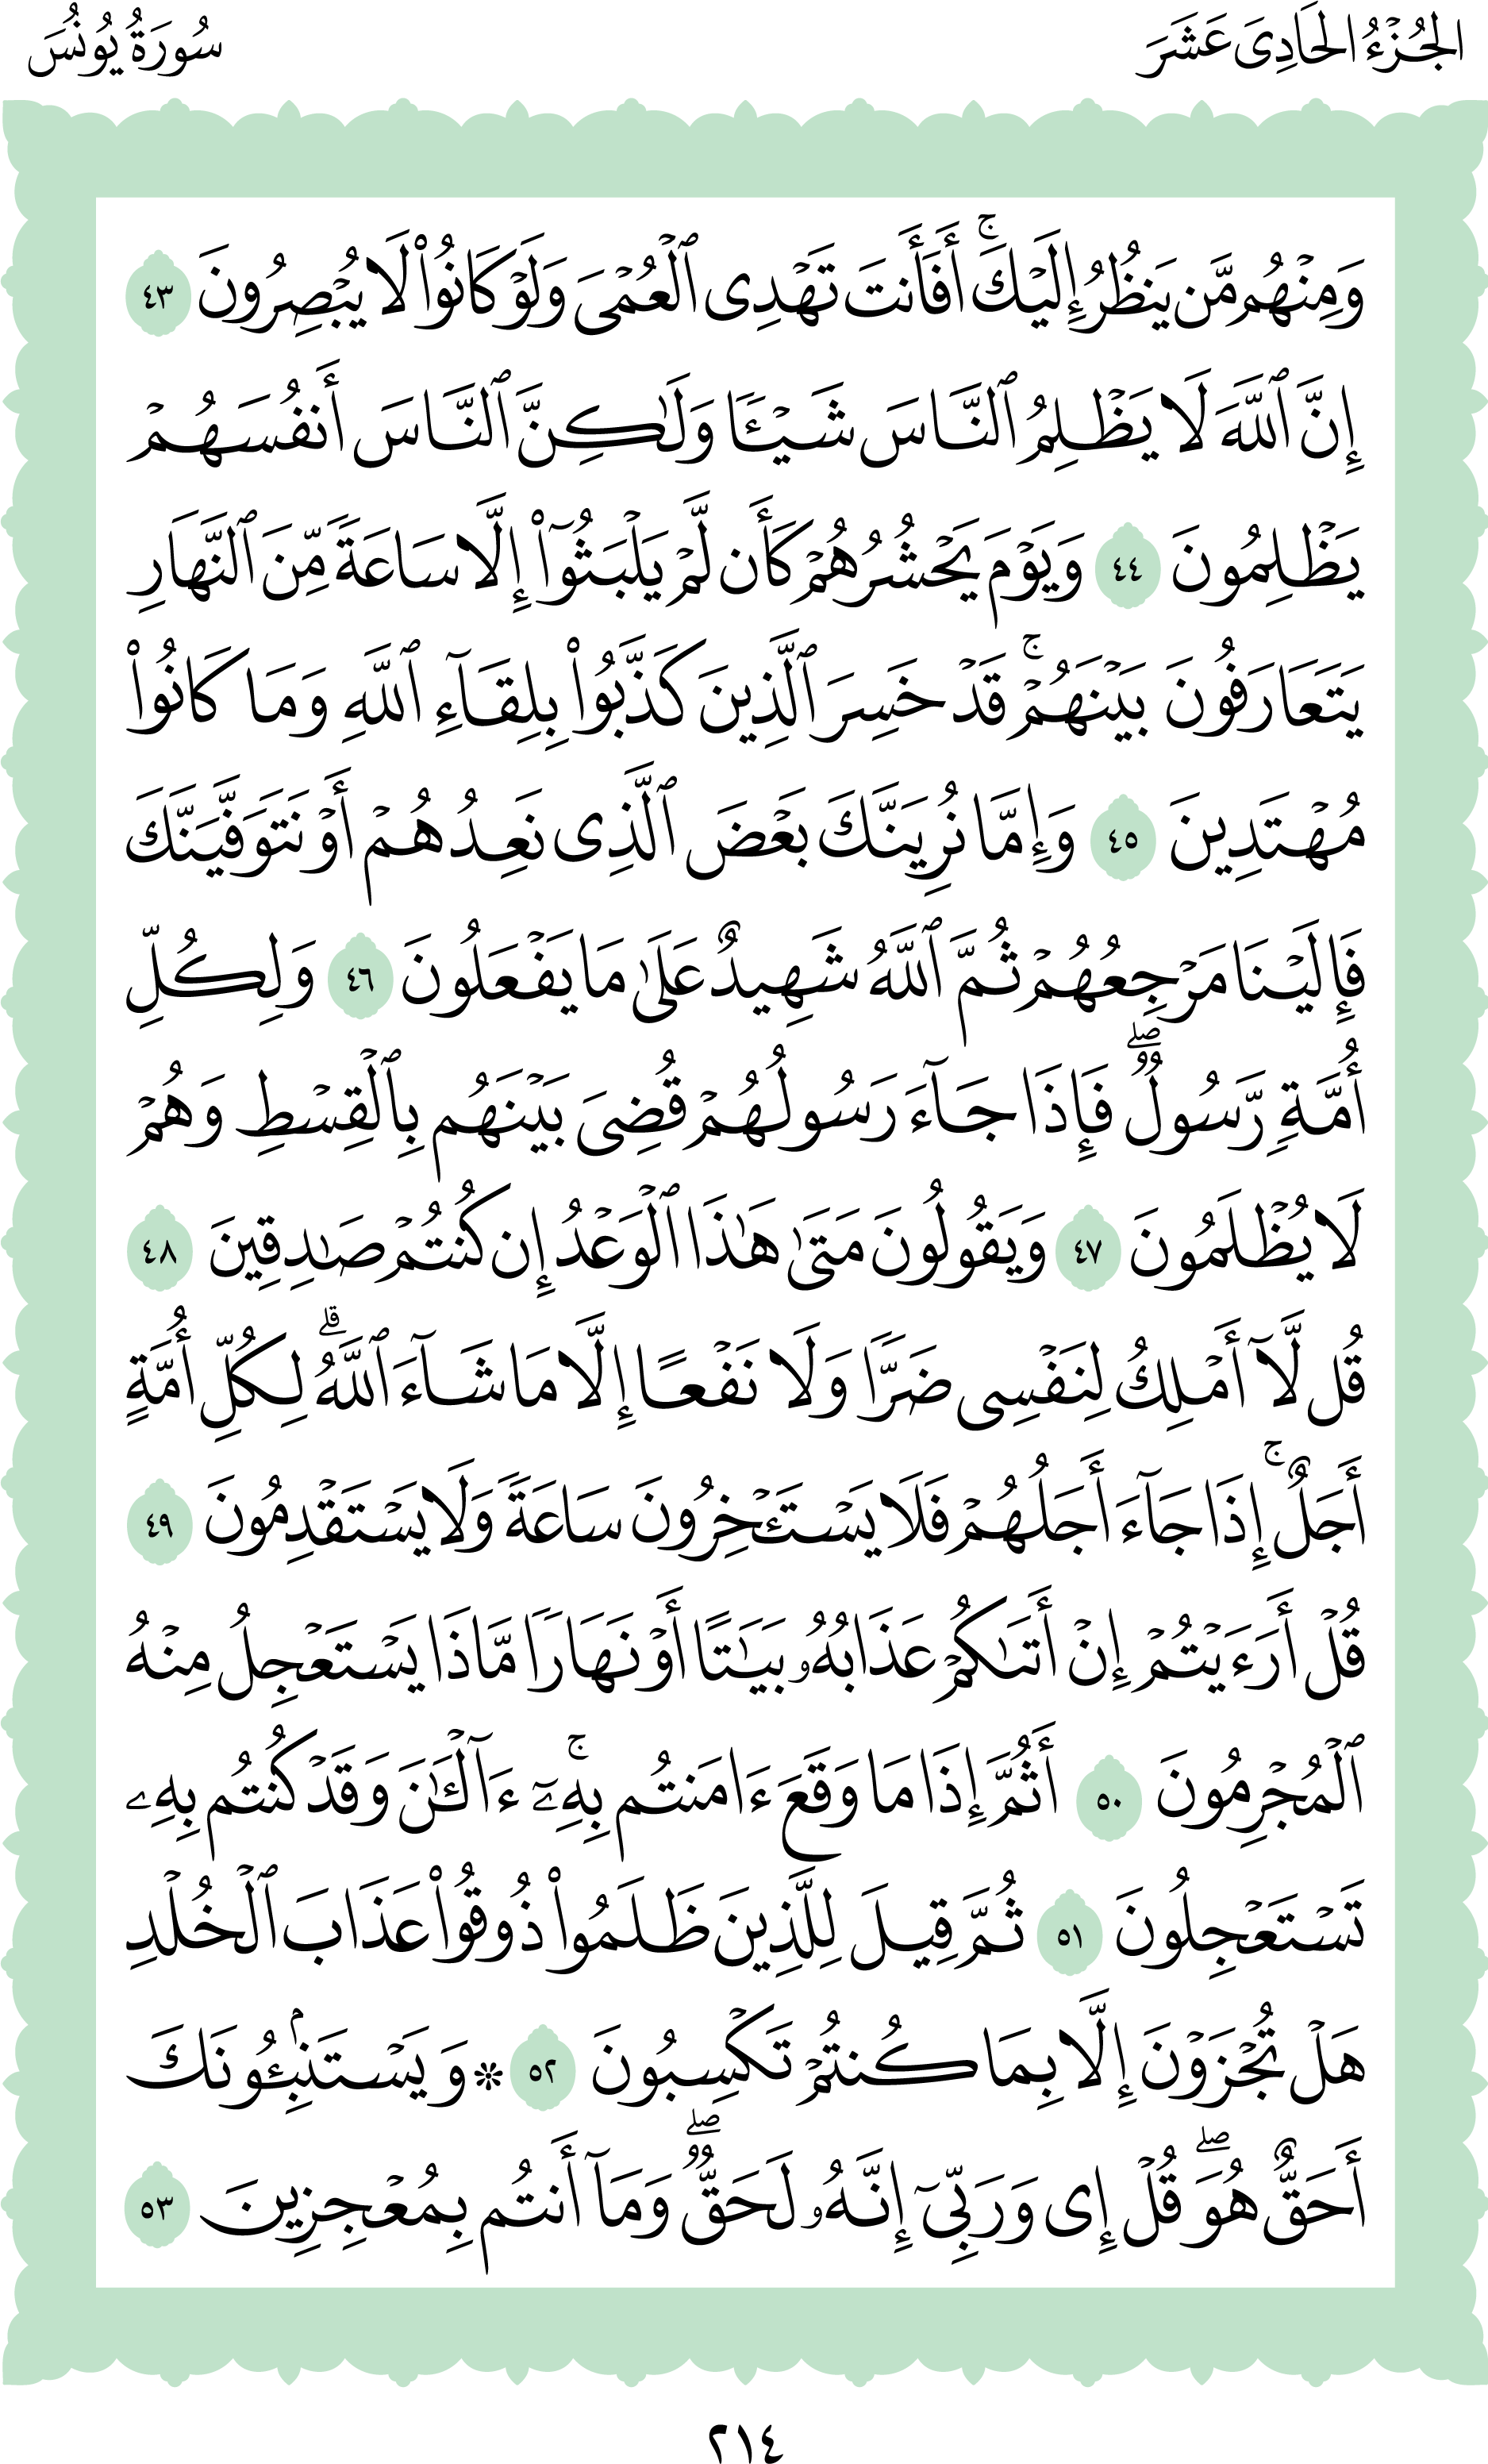 الجُزْءُ الحَادِى عَشَرَ
سُورَةُ يُونُسَ
وَمِنْهُم مَّن يَنظُرُ إِلَيْكَۚ أَفَأَنتَ تَهْدِى ٱلْعُمْىَ وَلَوْ كَانُوا۟ لَا يُبْصِرُونَ ٤٣
إِنَّ ٱللَّهَ لَا يَظْلِمُ ٱلنَّاسَ شَيْـًٔا وَلَـٰكِنَّ ٱلنَّاسَ أَنفُسَهُمْ
يَظْلِمُونَ ٤٤ وَيَوْمَ يَحْشُرُهُمْ كَأَن لَّمْ يَلْبَثُوٓا۟ إِلَّا سَاعَةً مِّنَ ٱلنَّهَارِ
يَتَعَارَفُونَ بَيْنَهُمْۚ قَدْ خَسِرَ ٱلَّذِينَ كَذَّبُوا۟ بِلِقَآءِ ٱللَّهِ وَمَا كَانُوا۟
مُهْتَدِينَ ٤٥ وَإِمَّا نُرِيَنَّكَ بَعْضَ ٱلَّذِى نَعِدُهُمْ أَوْ نَتَوَفَّيَنَّكَ
فَإِلَيْنَا مَرْجِعُهُمْ ثُمَّ ٱللَّهُ شَهِيدٌ عَلَىٰ مَا يَفْعَلُونَ ٤٦ وَلِكُلِّ
أُمَّةٍ رَّسُولٌۖ فَإِذَا جَآءَ رَسُولُهُمْ قُضِىَ بَيْنَهُم بِٱلْقِسْطِ وَهُمْ
لَا يُظْلَمُونَ ٤٧ وَيَقُولُونَ مَتَىٰ هَـٰذَا ٱلْوَعْدُ إِن كُنتُمْ صَـٰدِقِينَ ٤٨
قُل لَّآ أَمْلِكُ لِنَفْسِى ضَرًّا وَلَا نَفْعًا إِلَّا مَا شَآءَ ٱللَّهُۗ لِكُلِّ أُمَّةٍ
أَجَلٌۚ إِذَا جَآءَ أَجَلُهُمْ فَلَا يَسْتَـْٔخِرُونَ سَاعَةً وَلَا يَسْتَقْدِمُونَ ٤٩
قُلْ أَرَءَيْتُمْ إِنْ أَتَىٰكُمْ عَذَابُهُۥ بَيَـٰتًا أَوْ نَهَارًا مَّاذَا يَسْتَعْجِلُ مِنْهُ
ٱلْمُجْرِمُونَ ٥٠ أَثُمَّ إِذَا مَا وَقَعَ ءَامَنتُم بِهِۦٓۚ ءَآلْـَٔـٰنَ وَقَدْ كُنتُم بِهِۦ
تَسْتَعْجِلُونَ ٥١ ثُمَّ قِيلَ لِلَّذِينَ ظَلَمُوا۟ ذُوقُوا۟ عَذَابَ ٱلْخُلْدِ
هَلْ تُجْزَوْنَ إِلَّا بِمَا كُنتُمْ تَكْسِبُونَ ٥٢ ❊ وَيَسْتَنۢبِـُٔونَكَ
أَحَقٌّ هُوَۖ قُلْ إِى وَرَبِّىٓ إِنَّهُۥ لَحَقٌّۖ وَمَآ أَنتُم بِمُعْجِزِينَ ٥٣
٢١٤